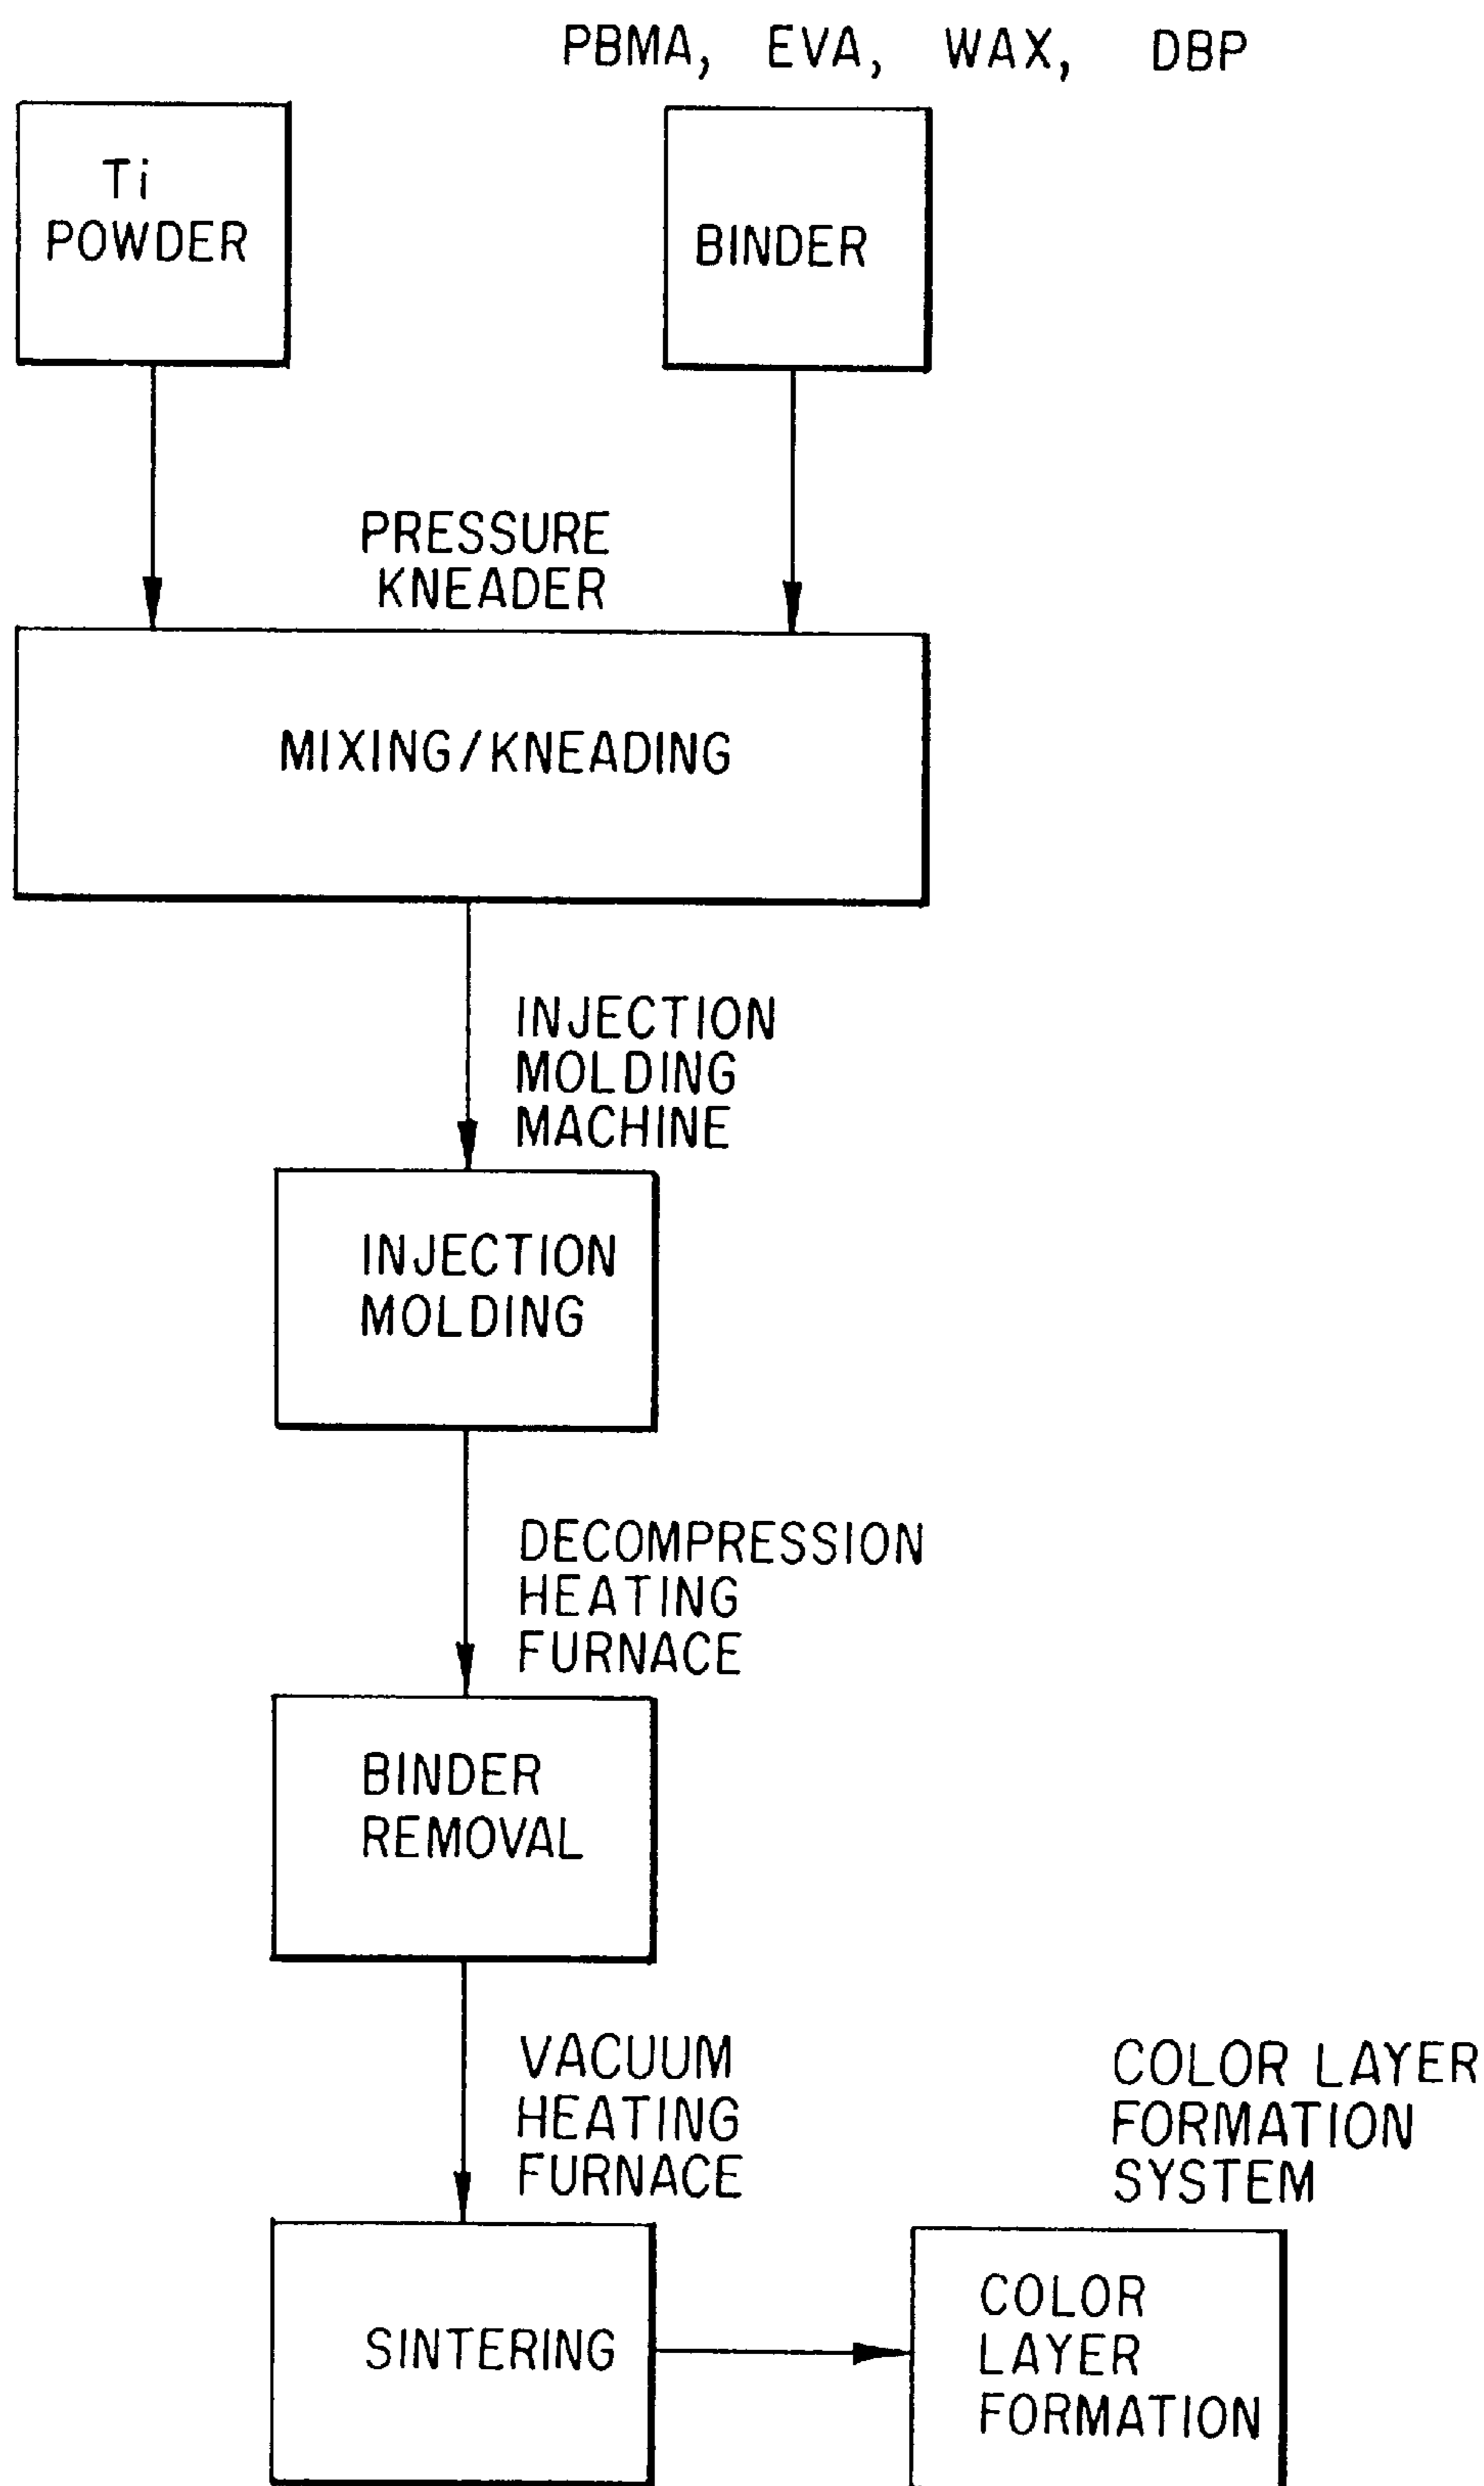 PBMA, EVA, WAX, DBP
Ti
POWDER
BINDER
PRESSURE
KNEADER
MIXING/KNEADING
INJECTION
MOLDING
MACHINE
INJECTION
MOLDING
DECOMPRESSION
HEATING
FURNACE
BINDER
REMOVAL
VACUUM
HEATING
FURNACE
SINTERING
COLOR LAYER
FORMATION
SYSTEM
COLOR
LAYER
FORMATION